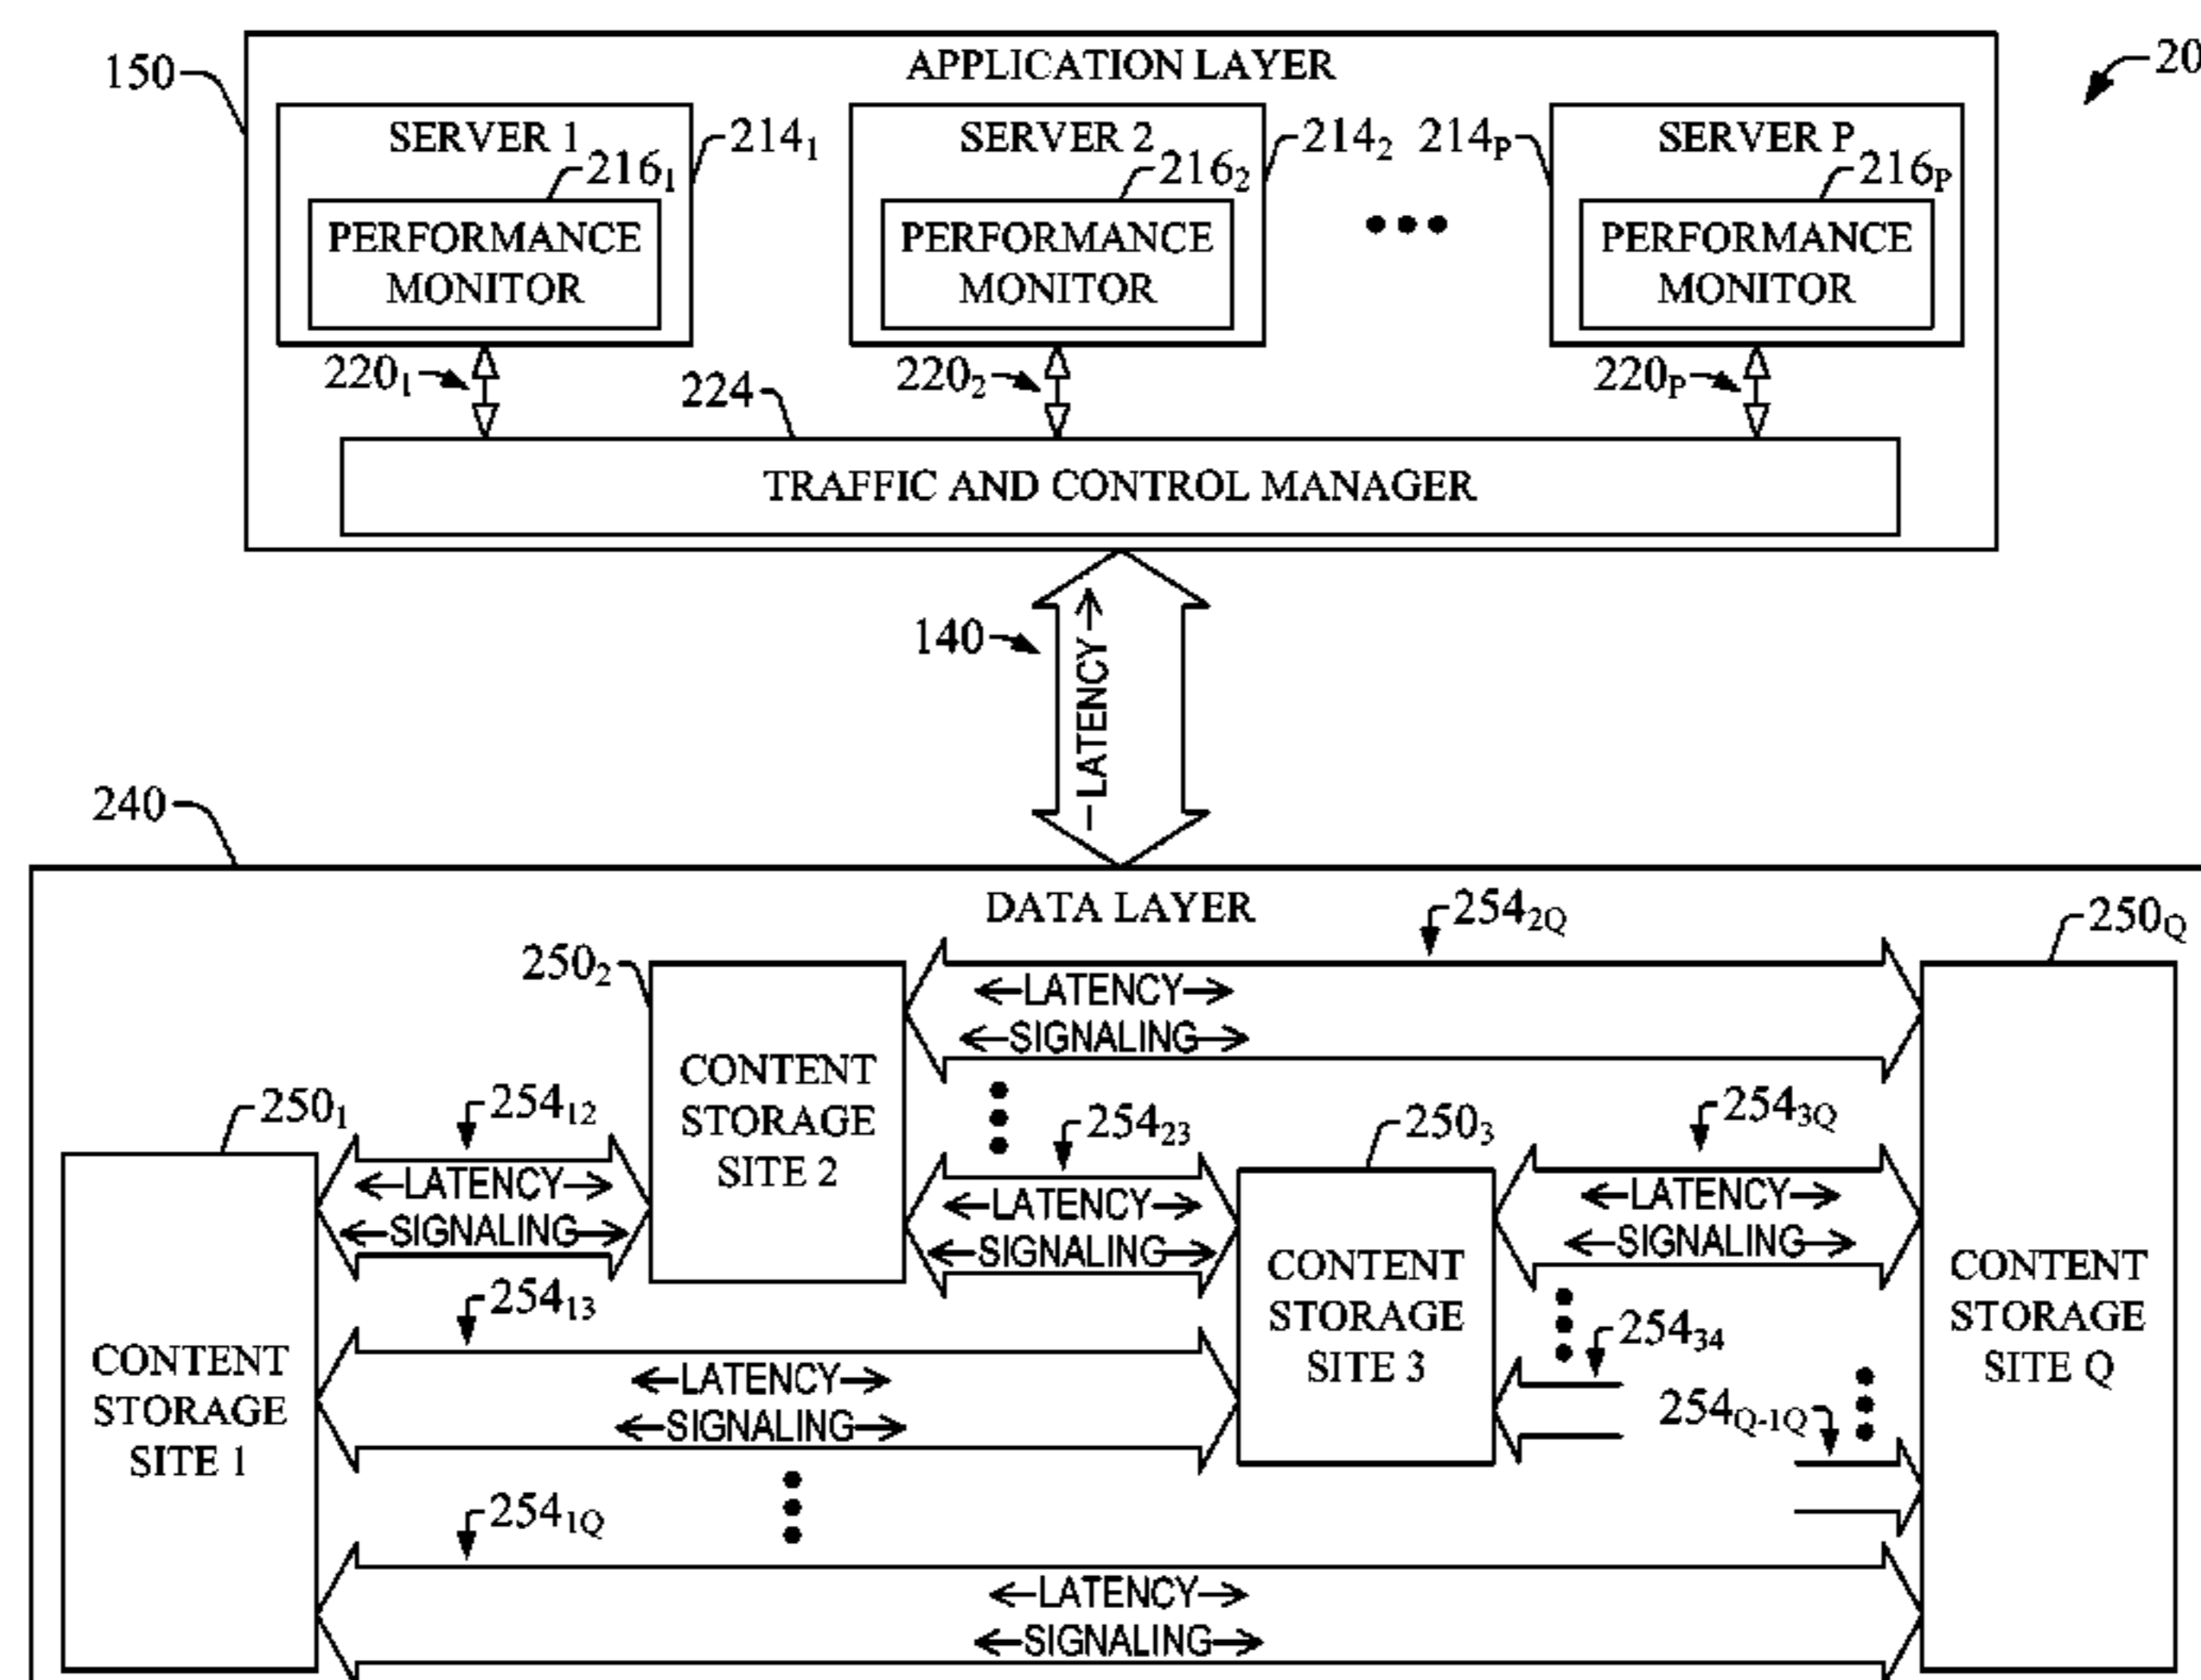 APPLICATION LAYER
150
20
SERVER 1
214₁
SERVER 2
214₂
214P
SERVER P
216₁
216₂
216P
PERFORMANCE
MONITOR
PERFORMANCE
MONITOR
PERFORMANCE
MONITOR
220₁
224
220₂
220P
TRAFFIC AND CONTROL MANAGER
140
LATENCY
240
DATA LAYER
254₂Q
250Q
250₂
LATENCY
SIGNALING
CONTENT
STORAGE
SITE 2
250₁
254₁₂
254₂₃
250₃
254₃Q
LATENCY
SIGNALING
LATENCY
SIGNALING
LATENCY
SIGNALING
CONTENT
STORAGE
SITE 3
CONTENT
STORAGE
SITE Q
254₁₃
254₃₄
CONTENT
STORAGE
SITE 1
LATENCY
SIGNALING
254Q-1Q
254₁Q
LATENCY
SIGNALING